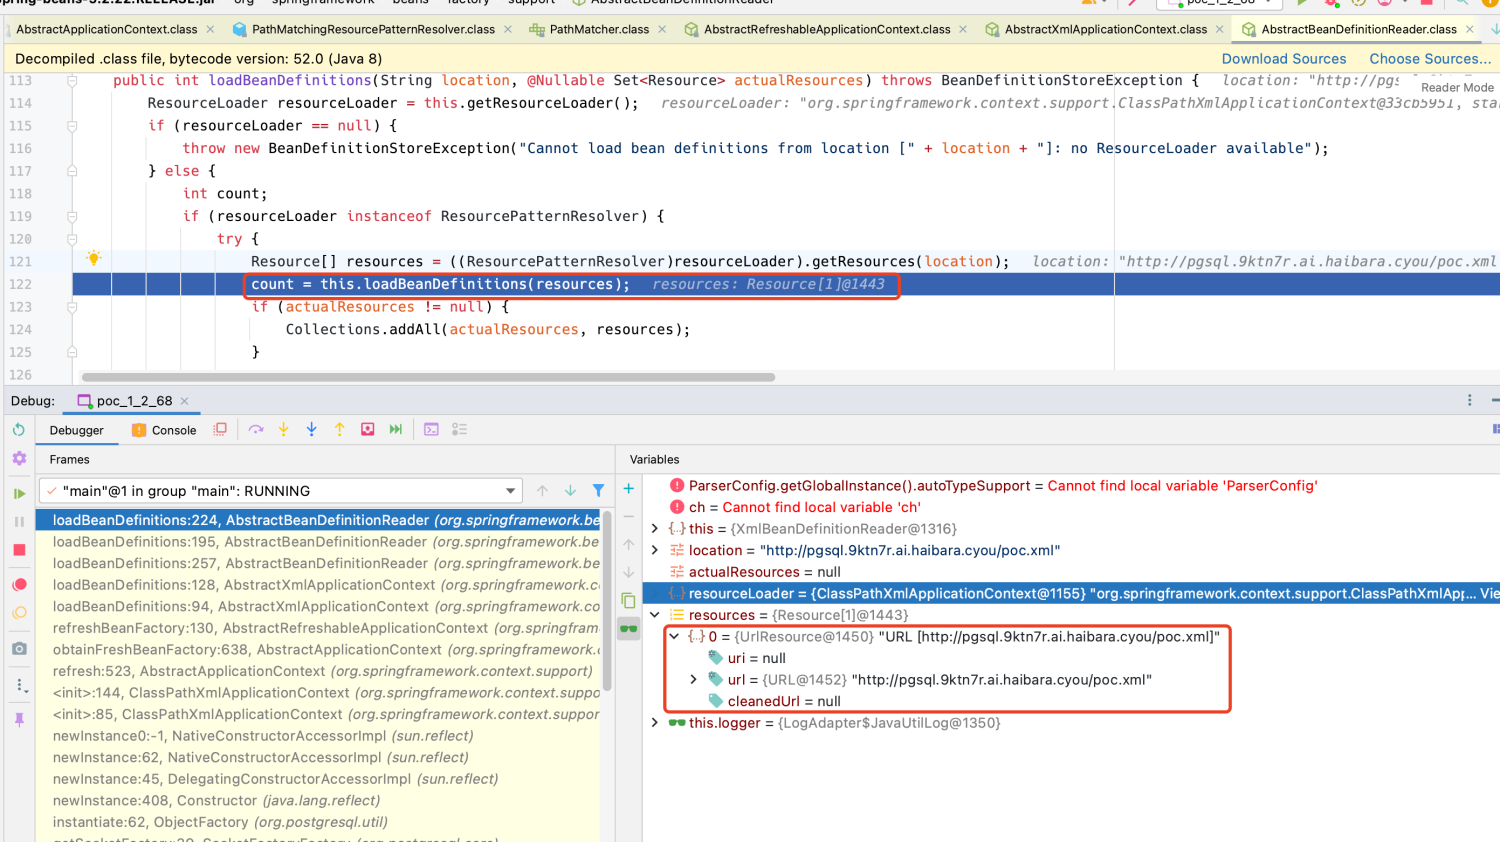 spring-beans-5.2.22.RELEASE.jar org springframework beans factory support AbstractBeanDefinitionReader poc_1_2_68
AbstractApplicationContext.class PathMatchingResourcePatternResolver.class PathMatcher.class AbstractRefreshableApplicationContext.class AbstractXmlApplicationContext.class AbstractBeanDefinitionReader.class
Decompiled .class file, bytecode version: 52.0 (Java 8) Download Sources Choose Sources...
113 public int loadBeanDefinitions(String location, @Nullable Set<Resource> actualResources) throws BeanDefinitionStoreException { location: "http://pgs
Reader Mode
114 ResourceLoader resourceLoader = this.getResourceLoader(); resourceLoader: "org.springframework.context.support.ClassPathXmlApplicationContext@33cb5951, sta
115 if (resourceLoader == null) {
116 throw new BeanDefinitionStoreException("Cannot load bean definitions from location [" + location + "]: no ResourceLoader available");
117 } else {
118 int count;
119 if (resourceLoader instanceof ResourcePatternResolver) {
120 try {
121 Resource[] resources = ((ResourcePatternResolver)resourceLoader).getResources(location); location: "http://pgsql.9ktn7r.ai.haibara.cyou/poc.xml
122 count = this.loadBeanDefinitions(resources); resources: Resource[1]@1443
123 if (actualResources != null) {
124 Collections.addAll(actualResources, resources);
125 }
126
Debug: poc_1_2_68
Debugger Console
Frames
"main"@1 in group "main": RUNNING
loadBeanDefinitions:224, AbstractBeanDefinitionReader (org.springframework.be
loadBeanDefinitions:195, AbstractBeanDefinitionReader (org.springframework.be
loadBeanDefinitions:257, AbstractBeanDefinitionReader (org.springframework.be
loadBeanDefinitions:128, AbstractXmlApplicationContext (org.springframework.c
loadBeanDefinitions:94, AbstractXmlApplicationContext (org.springframework.co
refreshBeanFactory:130, AbstractRefreshableApplicationContext (org.springfram
obtainFreshBeanFactory:638, AbstractApplicationContext (org.springframework.c
refresh:523, AbstractApplicationContext (org.springframework.context.support)
<init>:144, ClassPathXmlApplicationContext (org.springframework.context.suppo
<init>:85, ClassPathXmlApplicationContext (org.springframework.context.suppor
newInstance0:-1, NativeConstructorAccessorImpl (sun.reflect)
newInstance:62, NativeConstructorAccessorImpl (sun.reflect)
newInstance:45, DelegatingConstructorAccessorImpl (sun.reflect)
newInstance:408, Constructor (java.lang.reflect)
instantiate:62, ObjectFactory (org.postgresql.util)
getSocketFactory:39, SocketFactoryFactory (org.postgresql.core)
Variables
ParserConfig.getGlobalInstance().autoTypeSupport = Cannot find local variable 'ParserConfig'
ch = Cannot find local variable 'ch'
this = {XmlBeanDefinitionReader@1316}
location = "http://pgsql.9ktn7r.ai.haibara.cyou/poc.xml"
actualResources = null
resourceLoader = {ClassPathXmlApplicationContext@1155} "org.springframework.context.support.ClassPathXmlApp,... Vie
resources = {Resource[1]@1443}
0 = {UrlResource@1450} "URL [http://pgsql.9ktn7r.ai.haibara.cyou/poc.xml]"
uri = null
url = {URL@1452} "http://pgsql.9ktn7r.ai.haibara.cyou/poc.xml"
cleanedUrl = null
this.logger = {LogAdapter$JavaUtilLog@1350}